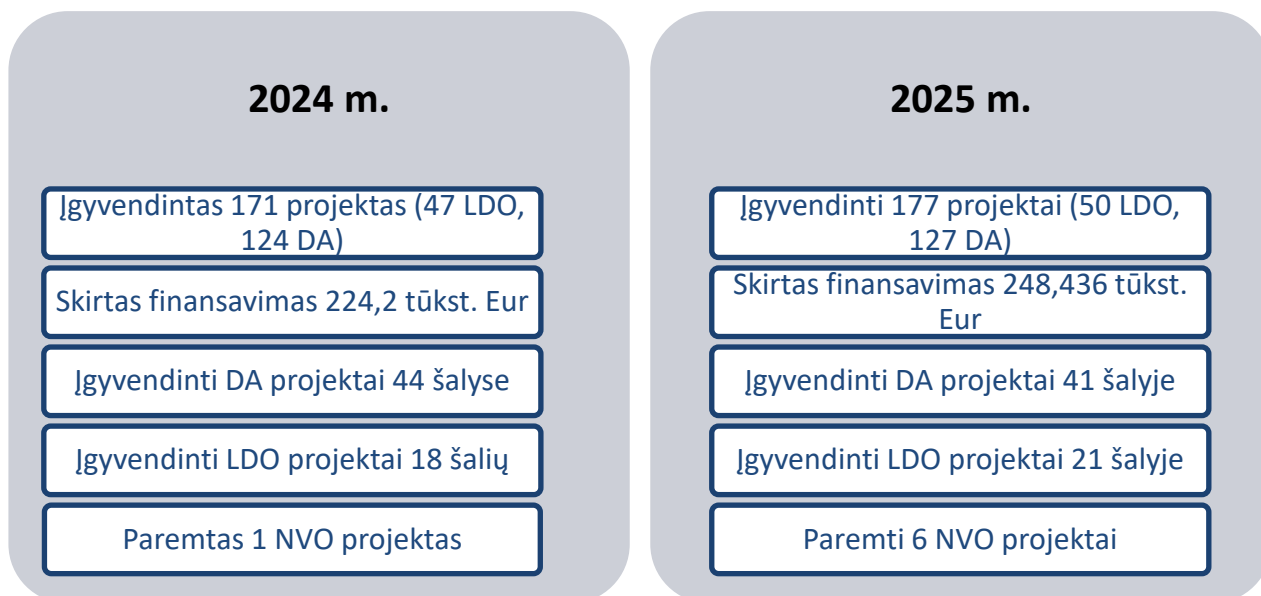 2024 m.
Įgyvendintas 171 projektas (47 LDO,
124 DA)
Skirtas finansavimas 224,2 tūkst. Eur
Įgyvendinti DA projektai 44 šalyse
Įgyvendinti LDO projektai 18 šalių
Paremtas 1 NVO projektas
2025 m.
Įgyvendinti 177 projektai (50 LDO,
127 DA)
Skirtas finansavimas 248,436 tūkst.
Eur
Įgyvendinti DA projektai 41 šalyje
Įgyvendinti LDO projektai 21 šalyje
Paremti 6 NVO projektai